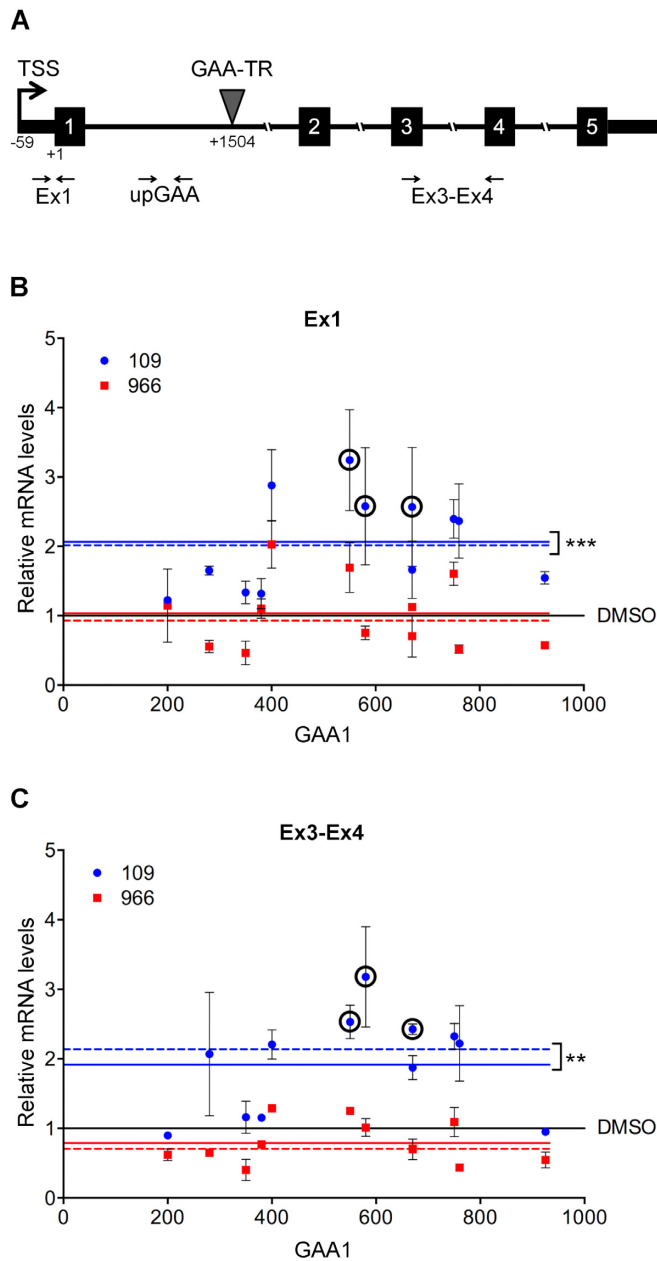 A
TSS
GAA-TR
1
2
3
4
5
-59
+1
+1504
Ex1
upGAA
Ex3-Ex4
B
Ex1
5
4
3
2
1
0
Relative mRNA levels
109
966
***
DMSO
0 200 400 600 800 1000
GAA1
C
Ex3-Ex4
5
4
3
2
1
0
Relative mRNA levels
109
966
**
DMSO
0 200 400 600 800 1000
GAA1